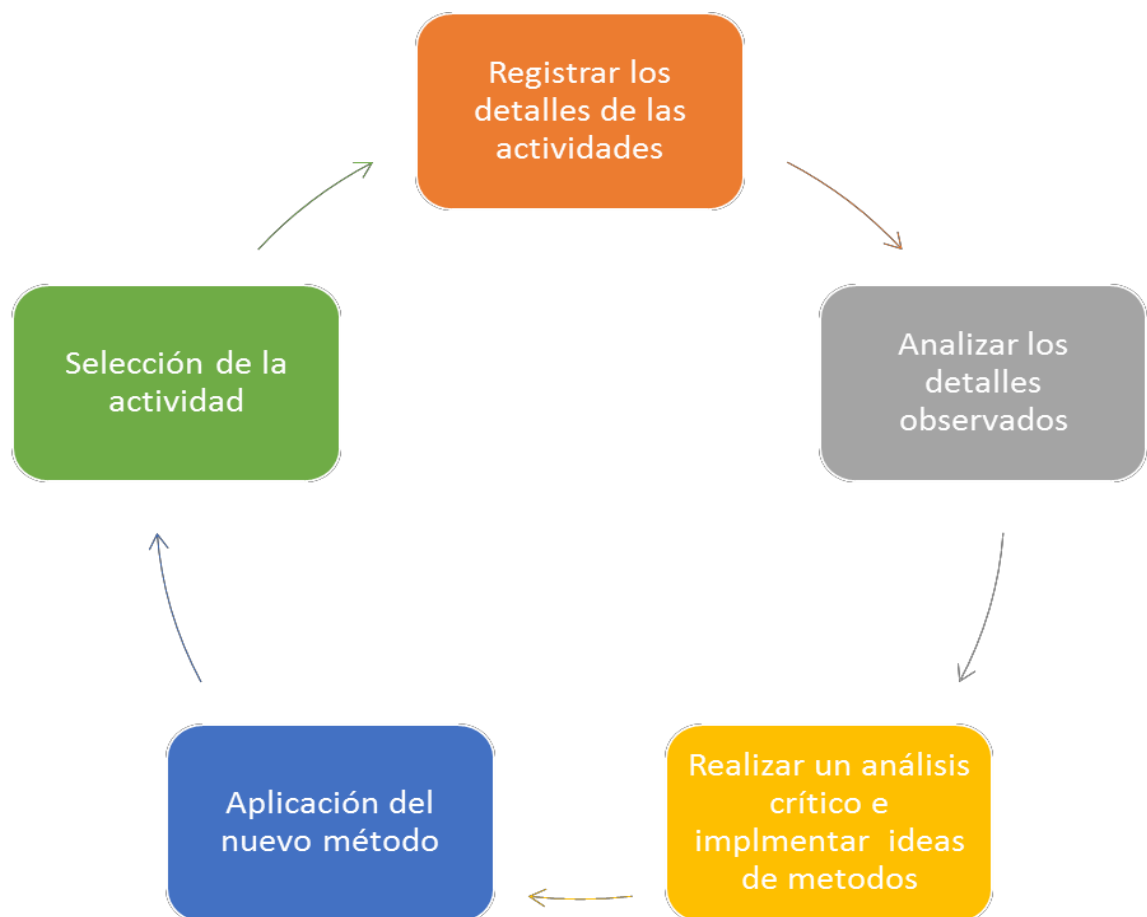 Registrar los
detalles de las
actividades
Analizar los
detalles
observados
Realizar un análisis
crítico e
implmentar ideas
de metodos
Aplicación del
nuevo método
Selección de la
actividad